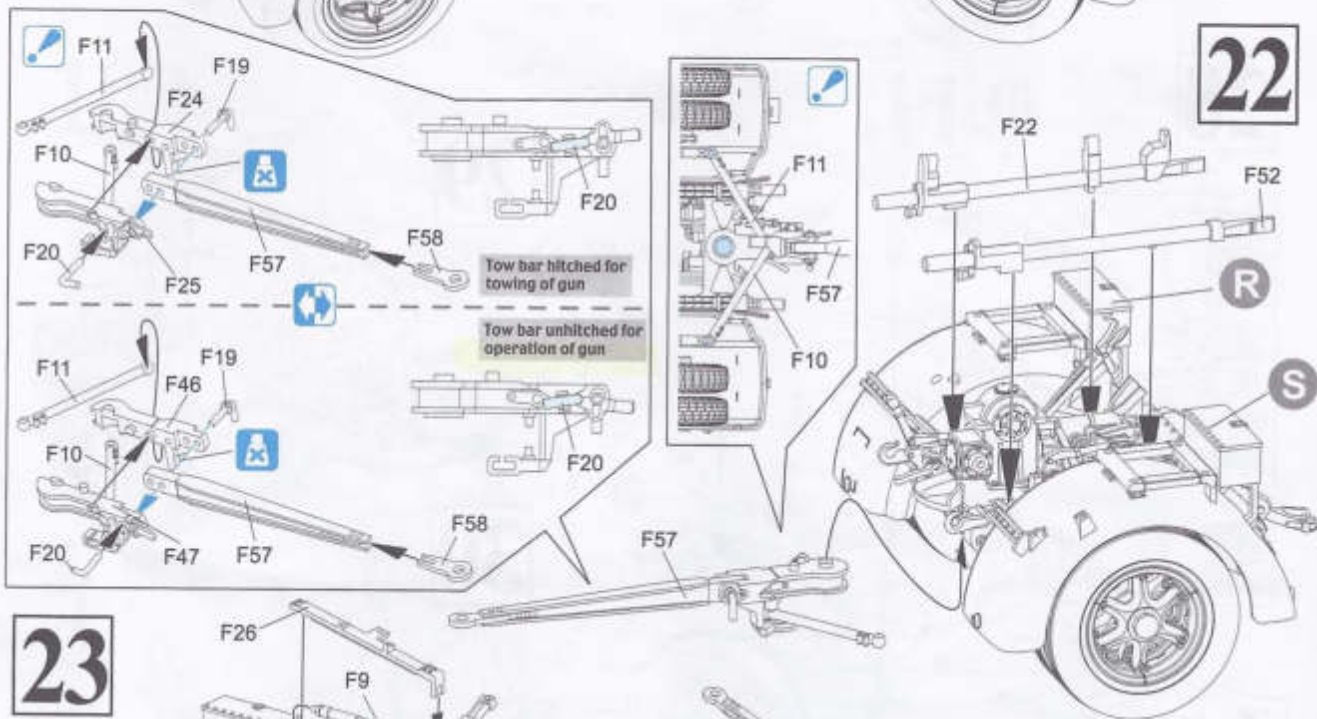 22
F11
F19
F24
F10
F20
F25
F57
F58
F20
Tow bar hitched for
towing of gun
Tow bar unhitched for
operation of gun
F11
F19
F46
F10
F20
F47
F57
F58
F20
F11
F57
F10
F22
F52
R
S
F57
23
F26
F9